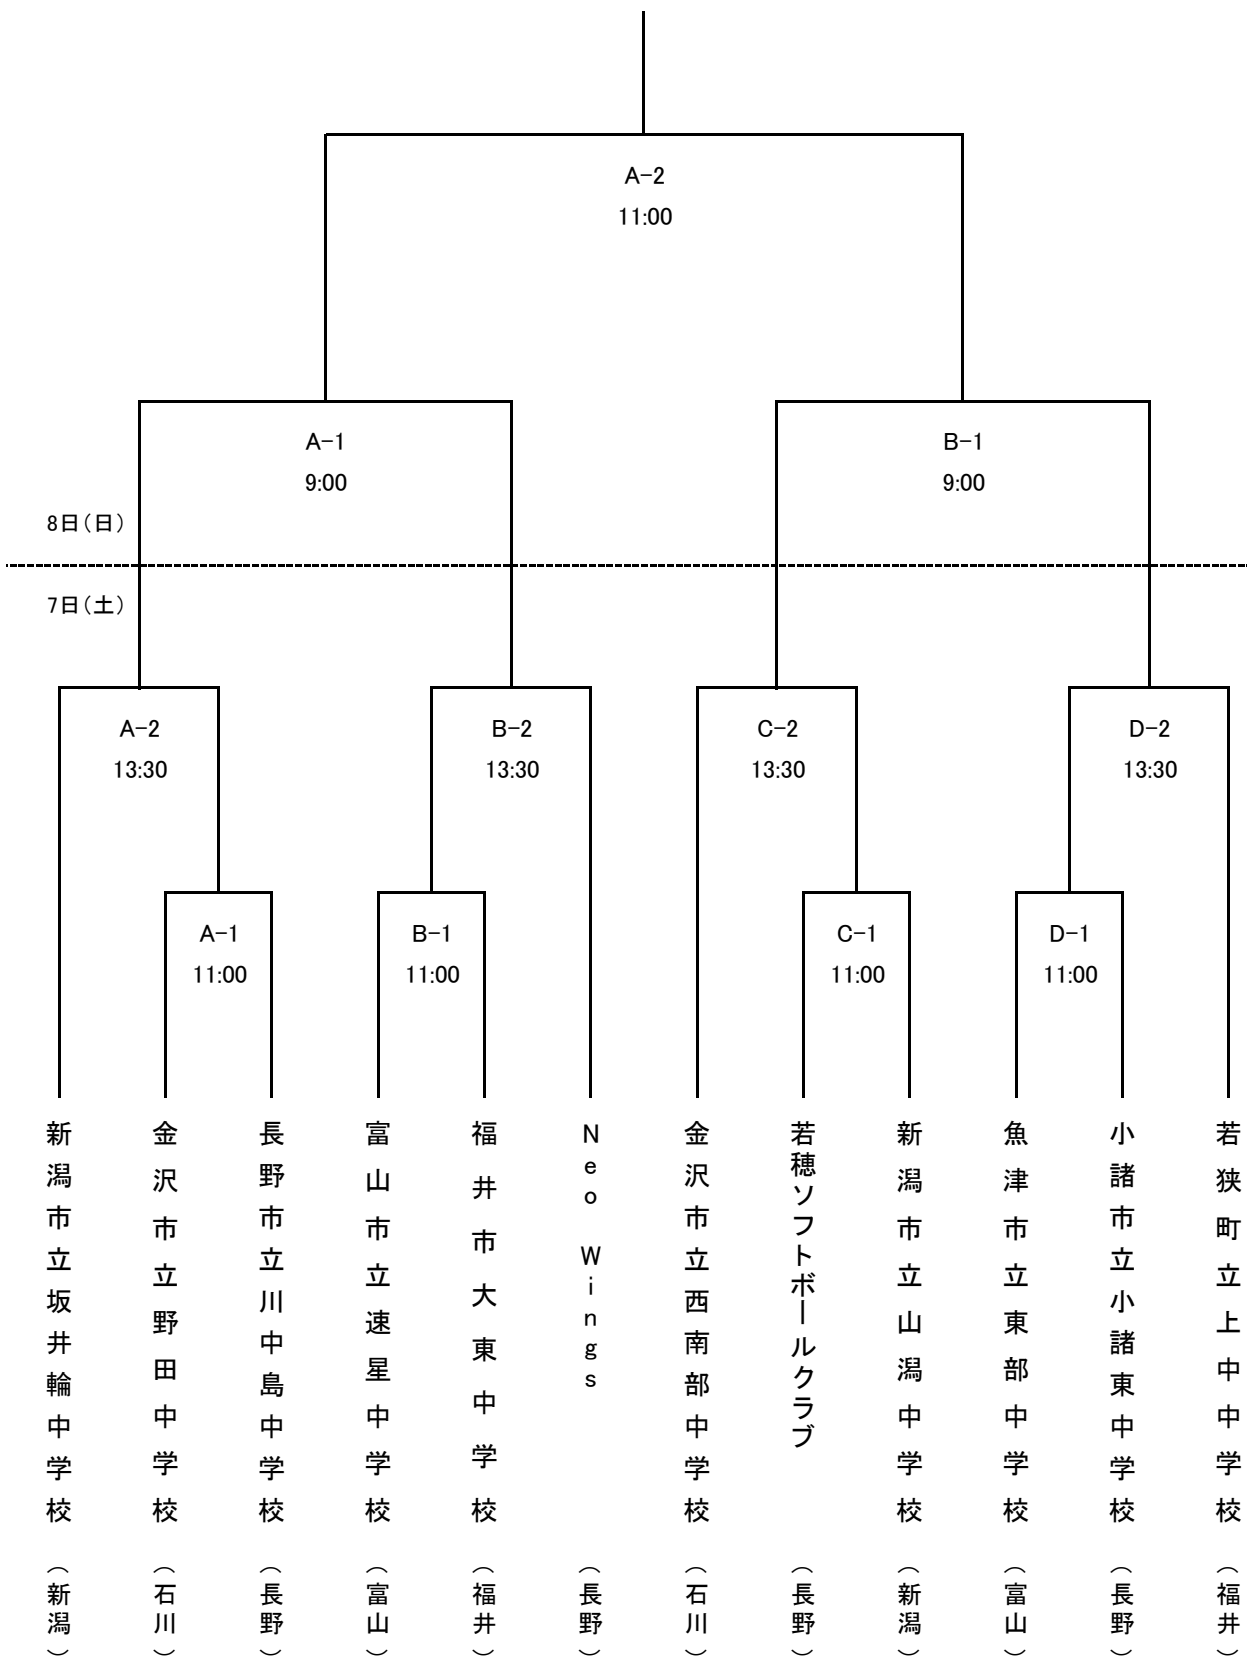 A-2
11:00
A-1
9:00
B-1
9:00
8日(日)
7日(土)
A-2
13:30
B-2
13:30
C-2
13:30
D-2
13:30
A-1
11:00
B-1
11:00
C-1
11:00
D-1
11:00
新潟市立坂井輪中学校
(新潟)
金沢市立野田中学校
(石川)
長野市立川中島中学校
(長野)
富山市立速星中学校
(富山)
福井市大東中学校
(福井)
Neo Wings
(長野)
金沢市立西南部中学校
(石川)
若穂ソフトボールクラブ
(長野)
新潟市立山潟中学校
(新潟)
魚津市立東部中学校
(富山)
小諸市立小諸東中学校
(長野)
若狭町立上中中学校
(福井)